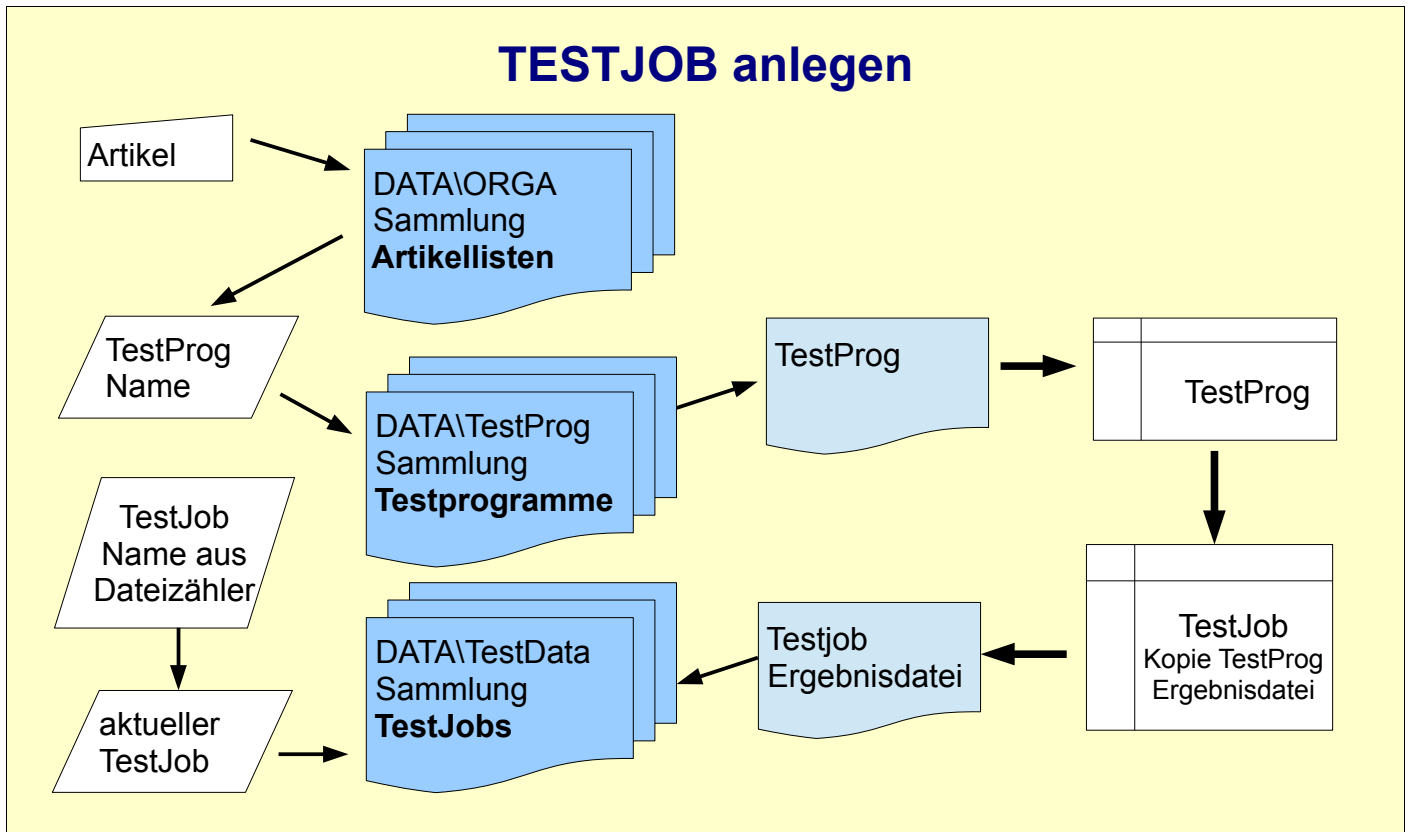 TESTJOB anlegen
Artikel
DATA\ORGA
Sammlung
Artikellisten
TestProg
Name
DATA\TestProg
Sammlung
Testprogramme
TestProg
TestProg
TestJob
Name aus
Dateizähler
aktueller
TestJob
DATA\TestData
Sammlung
TestJobs
Testjob
Ergebnisdatei
TestJob
Kopie TestProg
Ergebnisdatei